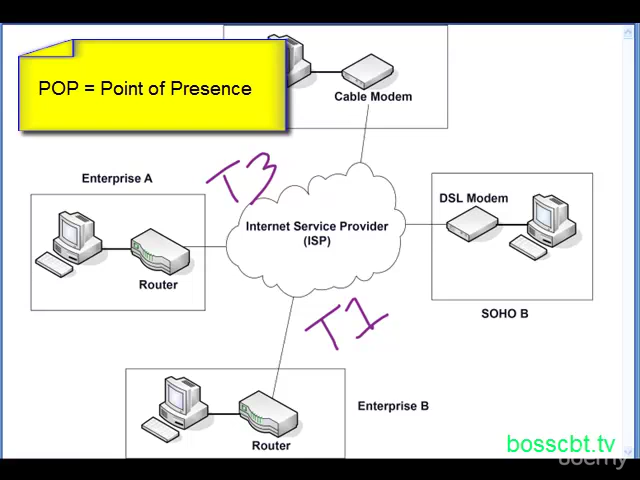 POP = Point of Presence
Cable Modem
T3
Enterprise A
DSL Modem
Internet Service Provider
(ISP)
Router
SOHO B
T1
Enterprise B
Router
bosscbt.tv
udemy